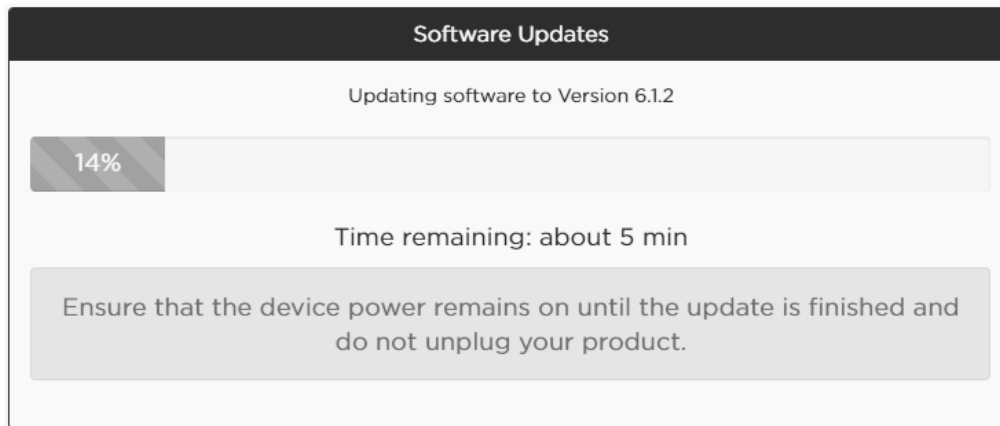 Software Updates
Updating software to Version 6.1.2
14%
Time remaining: about 5 min
Ensure that the device power remains on until the update is finished and
do not unplug your product.